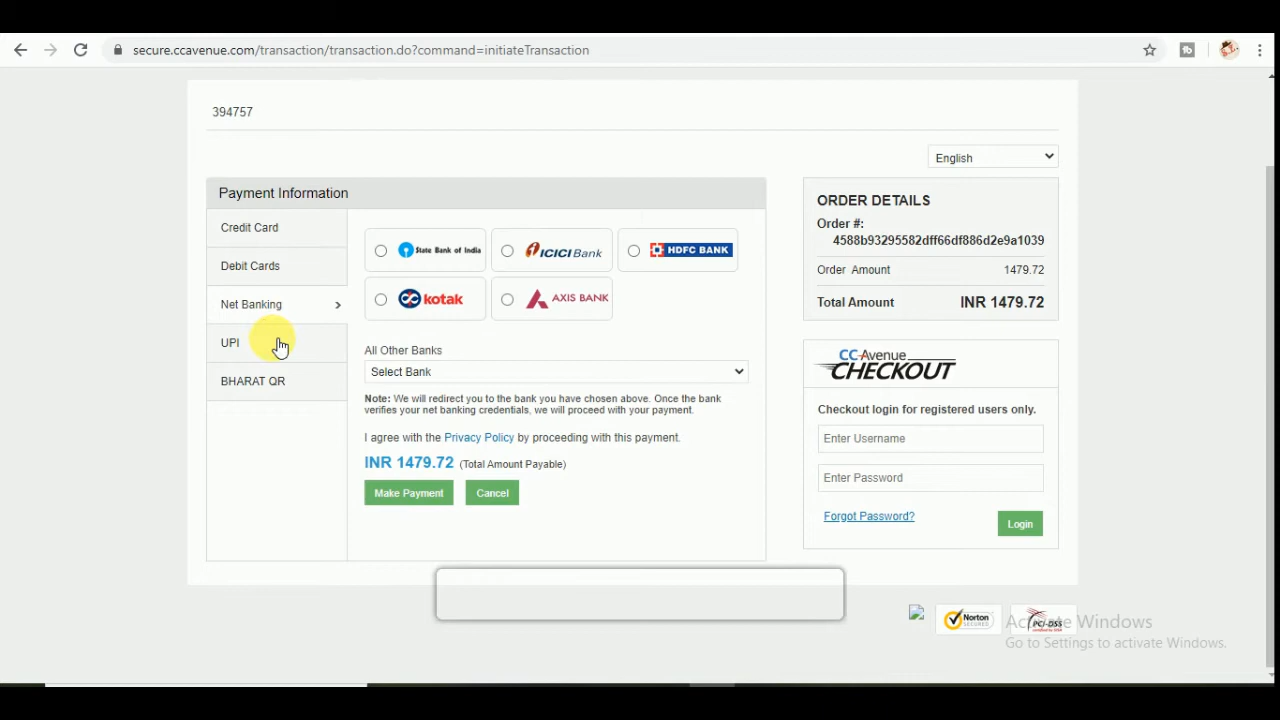 secure.ccavenue.com/transaction/transaction.do?command=initiateTransaction
394757
English
Payment Information
Credit Card
Debit Cards
Net Banking
UPI
BHARAT QR
State Bank of India
ICICI Bank
HDFC BANK
kotak
AXIS BANK
All Other Banks
Select Bank
Note: We will redirect you to the bank you have chosen above. Once the bank
verifies your net banking credentials, we will proceed with your payment.
I agree with the Privacy Policy by proceeding with this payment.
INR 1479.72 (Total Amount Payable)
Make Payment
Cancel
ORDER DETAILS
Order #:
4588b93295582dff66df886d2e9a1039
Order Amount 1479.72
Total Amount INR 1479.72
CCAvenue
CHECKOUT
Checkout login for registered users only.
Enter Username
Enter Password
Forgot Password?
Login
Norton
SECURED
PCI-DSS
Activate Windows
Go to Settings to activate Windows.